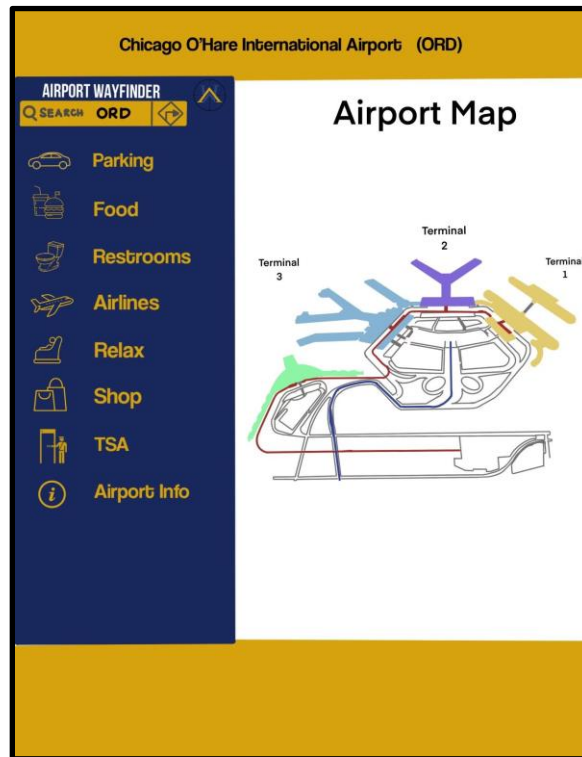 Chicago O'Hare International Airport (ORD)
AIRPORT WAYFINDER
SEARCH ORD
Parking
Food
Restrooms
Airlines
Relax
Shop
TSA
i Airport Info
Airport Map
Terminal
2
Terminal
3
Terminal
1